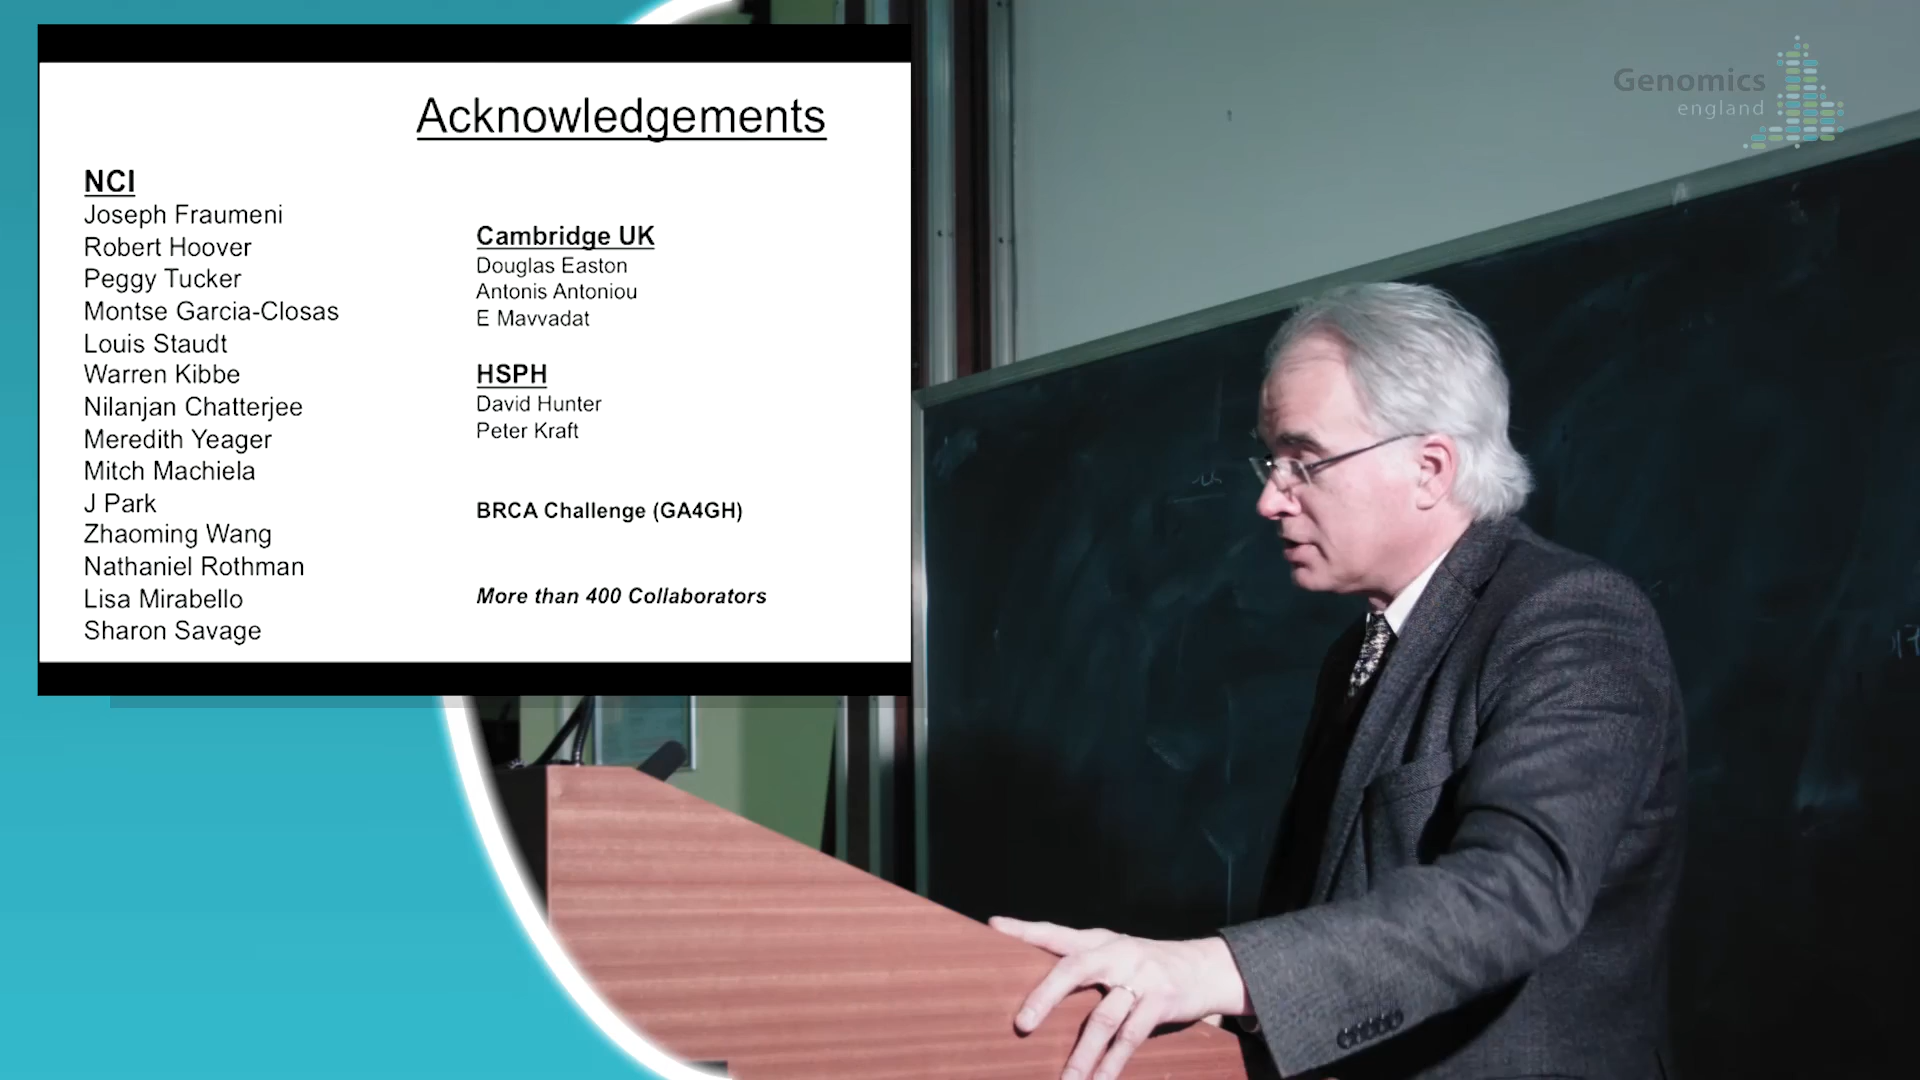 Acknowledgements
NCI
Joseph Fraumeni
Robert Hoover
Peggy Tucker
Montse Garcia-Closas
Louis Staudt
Warren Kibbe
Nilanjan Chatterjee
Meredith Yeager
Mitch Machiela
J Park
Zhaoming Wang
Nathaniel Rothman
Lisa Mirabello
Sharon Savage
Cambridge UK
Douglas Easton
Antonis Antoniou
E Mavvadat
HSPH
David Hunter
Peter Kraft
BRCA Challenge (GA4GH)
More than 400 Collaborators
Genomics
england